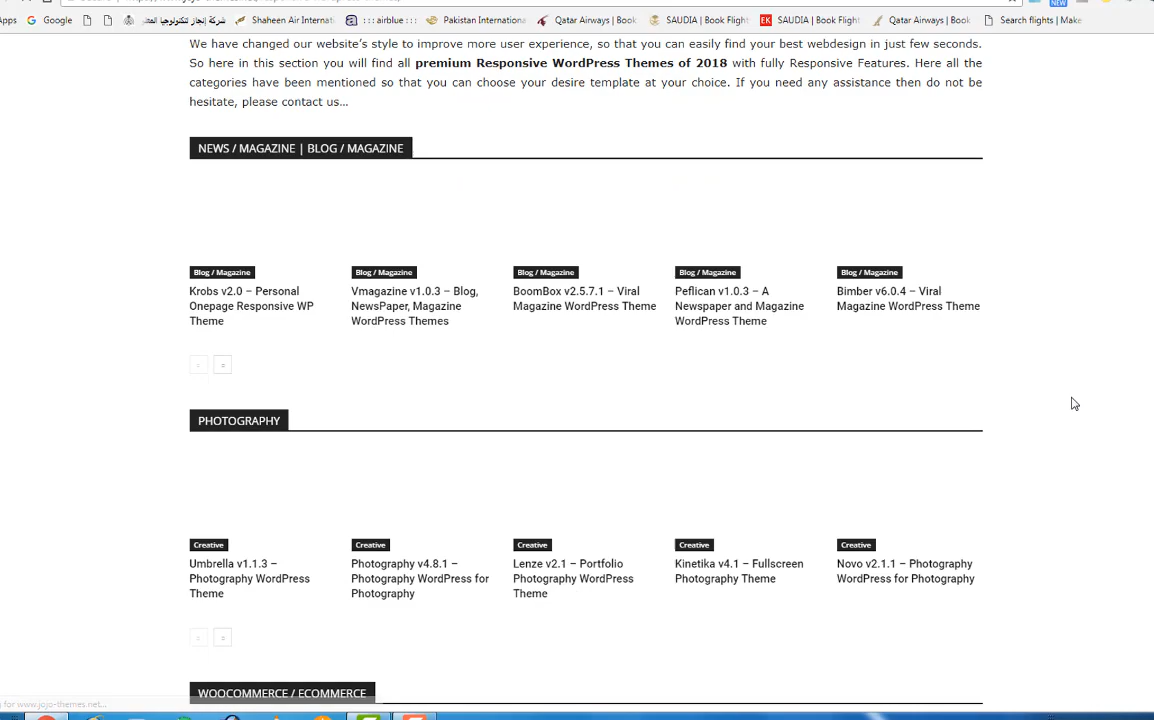 Apps Google شركة إنجاز لتكنولوجيا المعلو Shaheen Air Internat :::airblue::: Pakistan Internationa Qatar Airways | Book SAUDIA | Book Flight SAUDIA | Book Flight Qatar Airways | Book Search flights | Make
NEW
We have changed our website's style to improve more user experience, so that you can easily find your best webdesign in just few seconds.
So here in this section you will find all premium Responsive WordPress Themes of 2018 with fully Responsive Features. Here all the
categories have been mentioned so that you can choose your desire template at your choice. If you need any assistance then do not be
hesitate, please contact us...
NEWS / MAGAZINE | BLOG / MAGAZINE
Blog / Magazine
Krobs v2.0 – Personal
Onepage Responsive WP
Theme
Blog / Magazine
Vmagazine v1.0.3 – Blog,
NewsPaper, Magazine
WordPress Themes
Blog / Magazine
BoomBox v2.5.7.1 – Viral
Magazine WordPress Theme
Blog / Magazine
Peflican v1.0.3 – A
Newspaper and Magazine
WordPress Theme
Blog / Magazine
Bimber v6.0.4 – Viral
Magazine WordPress Theme
PHOTOGRAPHY
Creative
Umbrella v1.1.3 –
Photography WordPress
Theme
Creative
Photography v4.8.1 –
Photography WordPress for
Photography
Creative
Lenze v2.1 – Portfolio
Photography WordPress
Theme
Creative
Kinetika v4.1 – Fullscreen
Photography Theme
Creative
Novo v2.1.1 – Photography
WordPress for Photography
WOOCOMMERCE / ECOMMERCE
for www.jojo-themes.net...